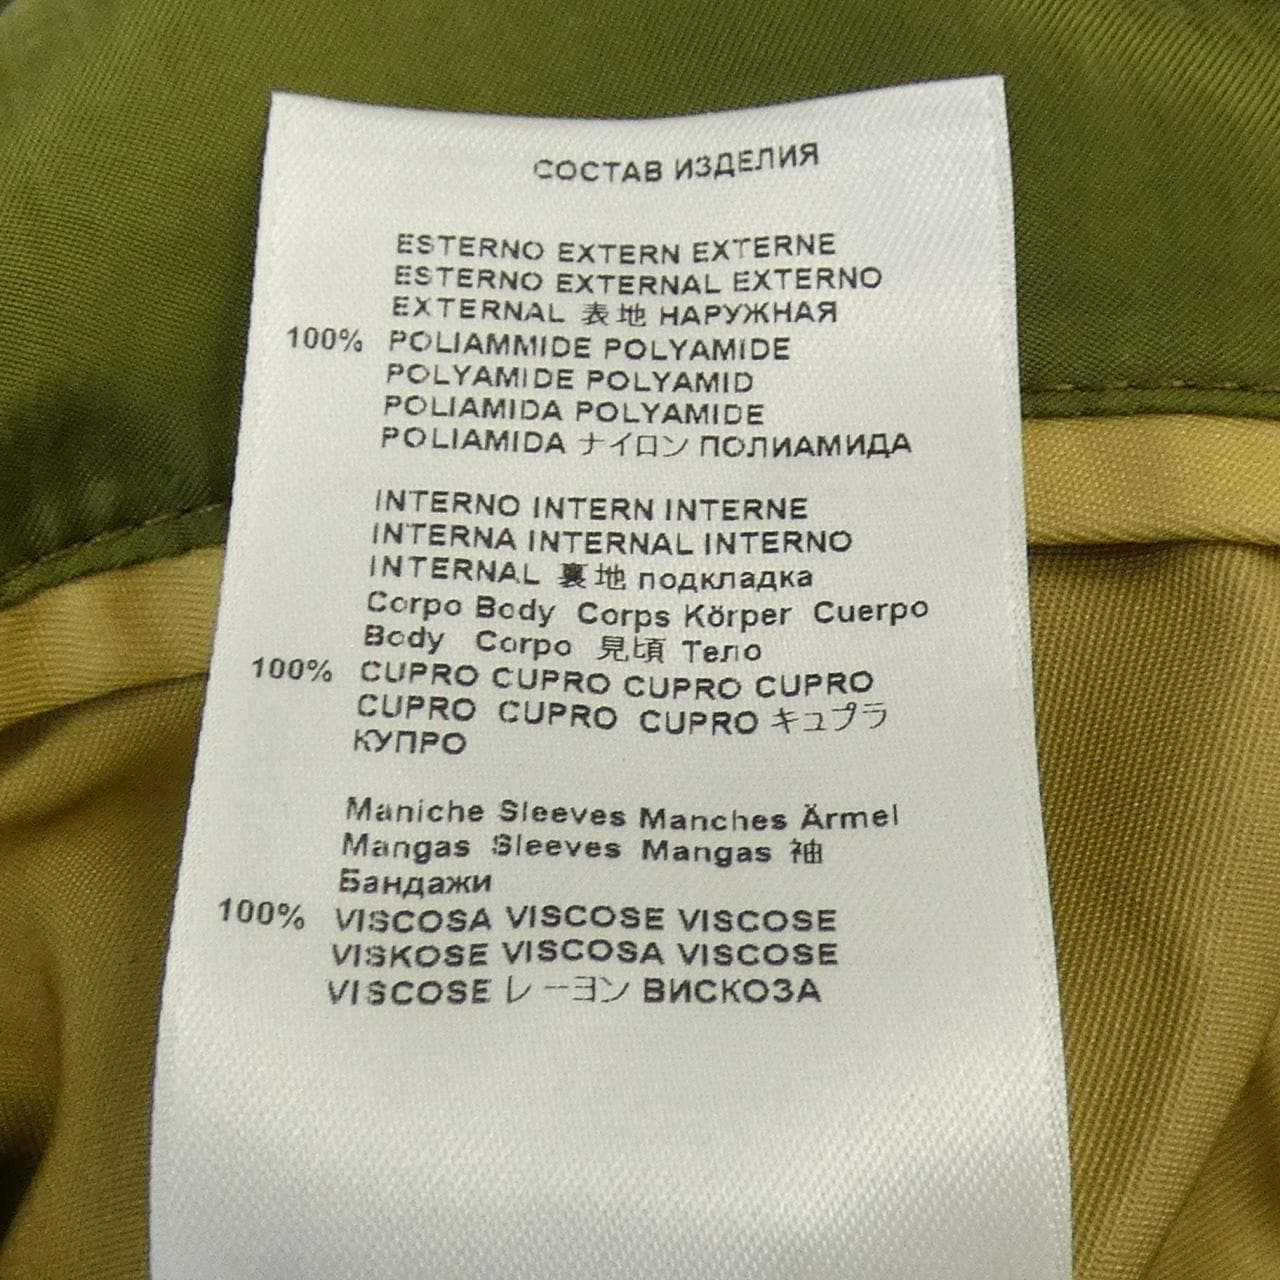 СОСТАВ ИЗДЕЛИЯ
ESTERNO EXTERN EXTERNE
ESTERNO EXTERNAL EXTERNO
EXTERNAL 表地 НАРУЖНАЯ
100% POLIAMMIDE POLYAMIDE
POLYAMIDE POLYAMID
POLIAMIDA POLYAMIDE
POLIAMIDA ナイロン ПОЛИАМИДА
INTERNO INTERN INTERNE
INTERNA INTERNAL INTERNO
INTERNAL 裏地 подкладка
Corpo Body Corps Körper Cuerpo
Body Corpo 見頃 Тело
100% CUPRO CUPRO CUPRO CUPRO
CUPRO CUPRO CUPRO キュプラ
КУПРО
Maniche Sleeves Manches Ärmel
Mangas Sleeves Mangas 袖
Бандажи
100% VISCOSA VISCOSE VISCOSE
VISKOSE VISCOSA VISCOSE
VISCOSE レーヨン ВИСКОЗА